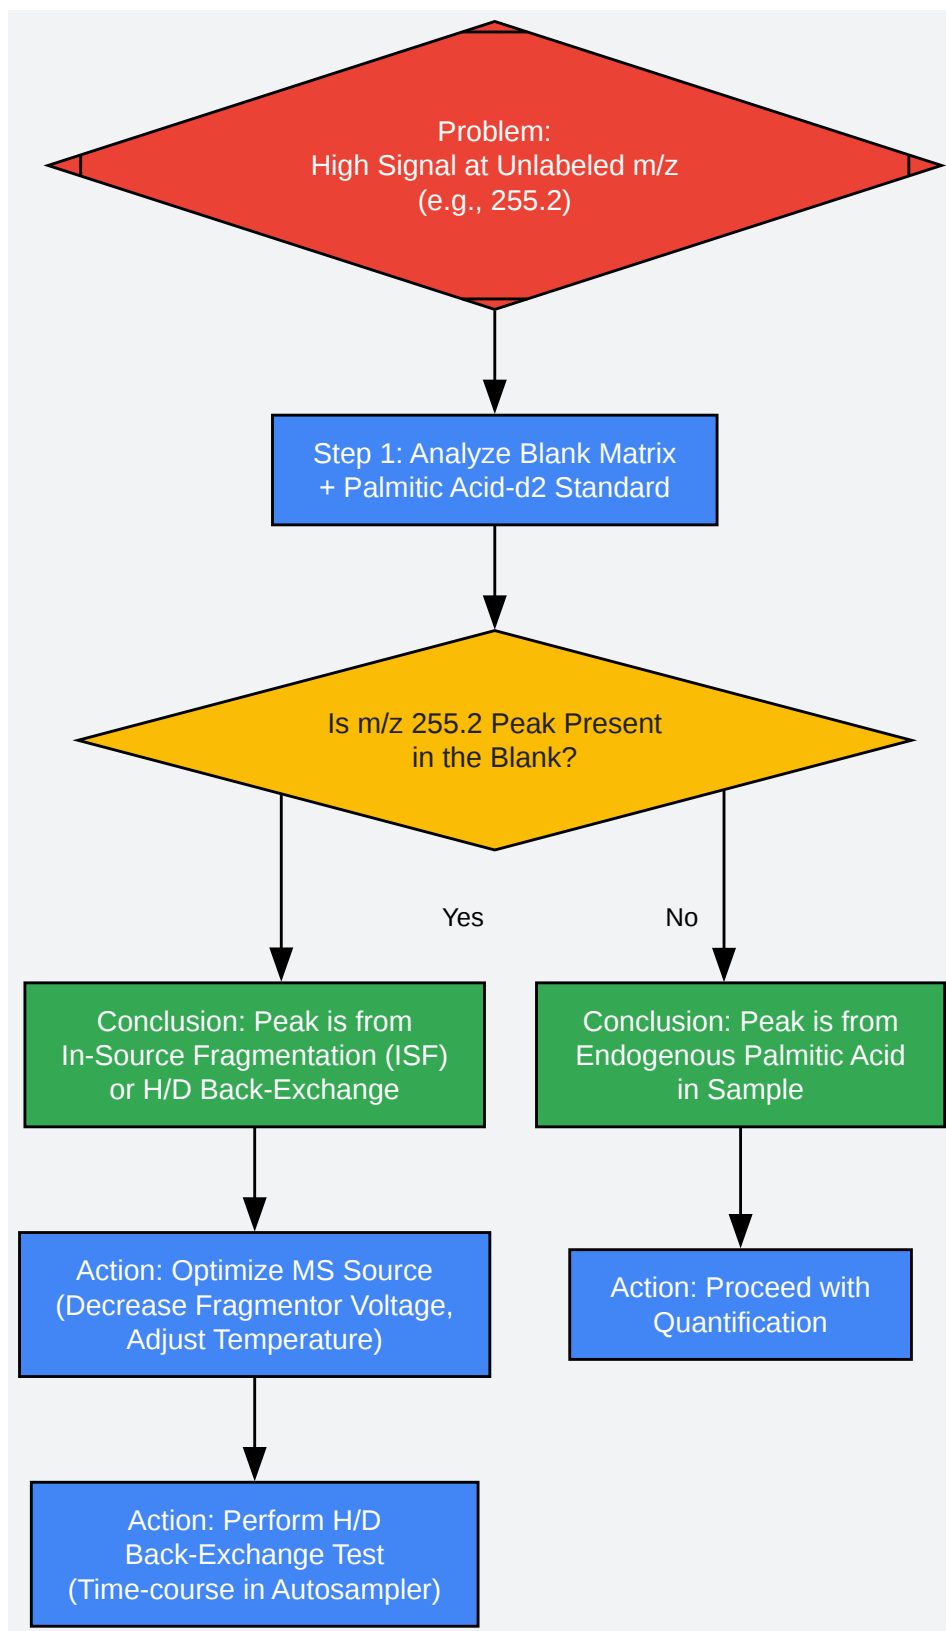 Problem:
High Signal at Unlabeled m/z
(e.g., 255.2)
Step 1: Analyze Blank Matrix
+ Palmitic Acid-d2 Standard
Is m/z 255.2 Peak Present
in the Blank?
Yes
No
Conclusion: Peak is from
In-Source Fragmentation (ISF)
or H/D Back-Exchange
Conclusion: Peak is from
Endogenous Palmitic Acid
in Sample
Action: Optimize MS Source
(Decrease Fragmentor Voltage,
Adjust Temperature)
Action: Proceed with
Quantification
Action: Perform H/D
Back-Exchange Test
(Time-course in Autosampler)